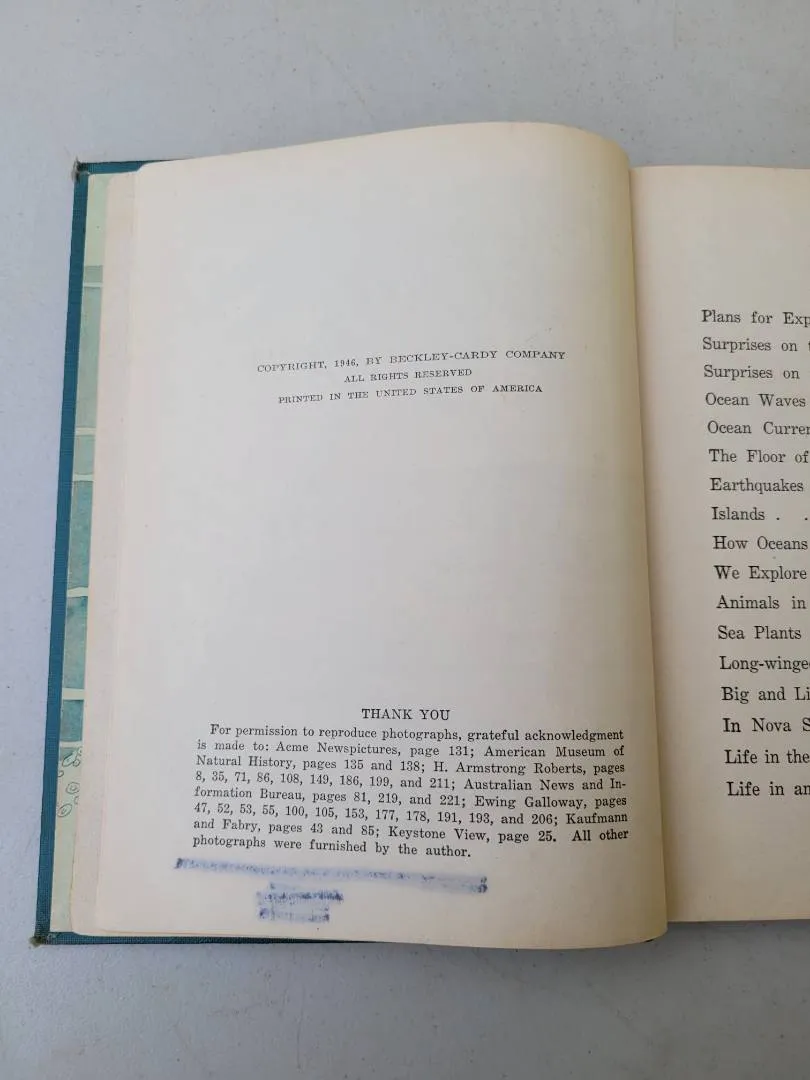 COPYRIGHT, 1946, BY BECKLEY-CARDY COMPANY
ALL RIGHTS RESERVED
PRINTED IN THE UNITED STATES OF AMERICA
THANK YOU
For permission to reproduce photographs, grateful acknowledgment
is made to: Acme Newspictures, page 131; American Museum of
Natural History, pages 135 and 138; H. Armstrong Roberts, pages
8, 35, 71, 86, 108, 149, 186, 199, and 211; Australian News and In-
formation Bureau, pages 81, 219, and 221; Ewing Galloway, pages
47, 52, 53, 55, 100, 105, 153, 177, 178, 191, 193, and 206; Kaufmann
and Fabry, pages 43 and 85; Keystone View, page 25. All other
photographs were furnished by the author.
Plans for Exp
Surprises on t
Surprises on
Ocean Waves
Ocean Curren
The Floor of
Earthquakes
Islands . .
How Oceans
We Explore
Animals in
Sea Plants
Long-winge
Big and Li
In Nova S
Life in the
Life in an